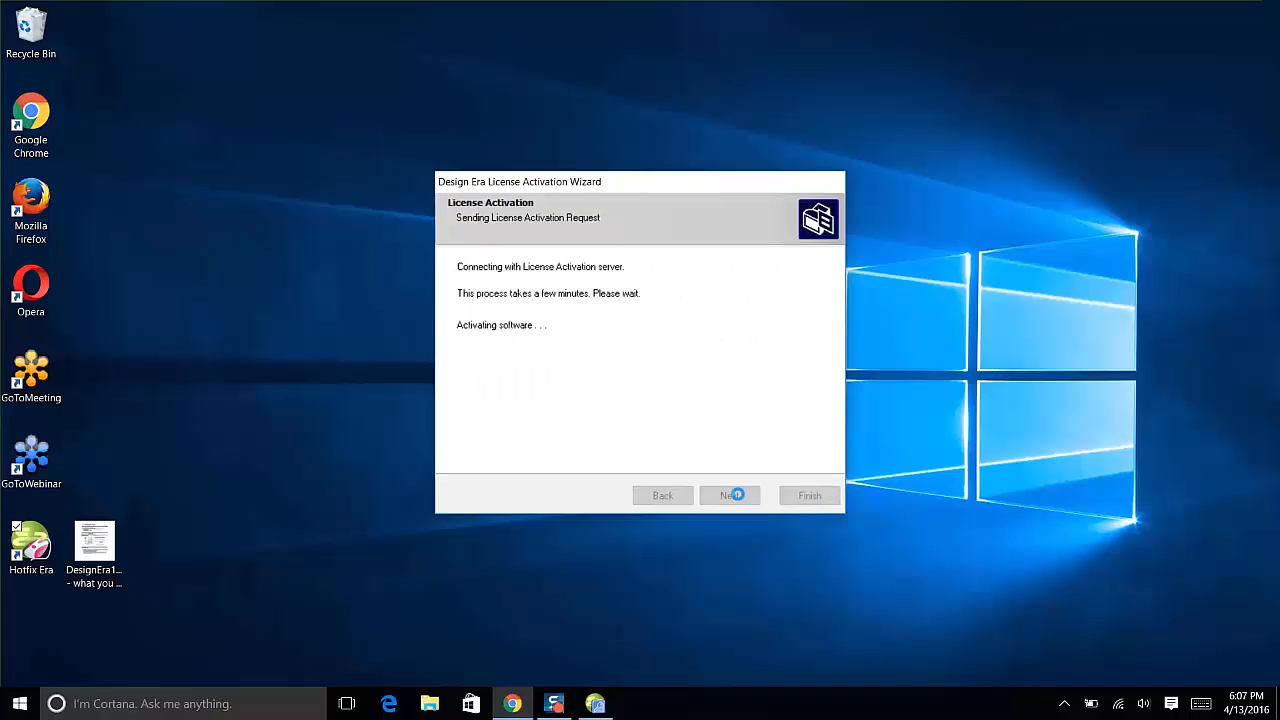 Recycle Bin
Google
Chrome
Mozilla
Firefox
Opera
GoToMeeting
GoToWebinar
Hotfix Era
DesignEra1...
- what you ...
Design Era License Activation Wizard
License Activation
Sending License Activation Request
Connecting with License Activation server.
This process takes a few minutes. Please wait.
Activating software . . .
Back
Finish
I'm Cortana. Ask me anything.
6:07 PM
4/13/2016